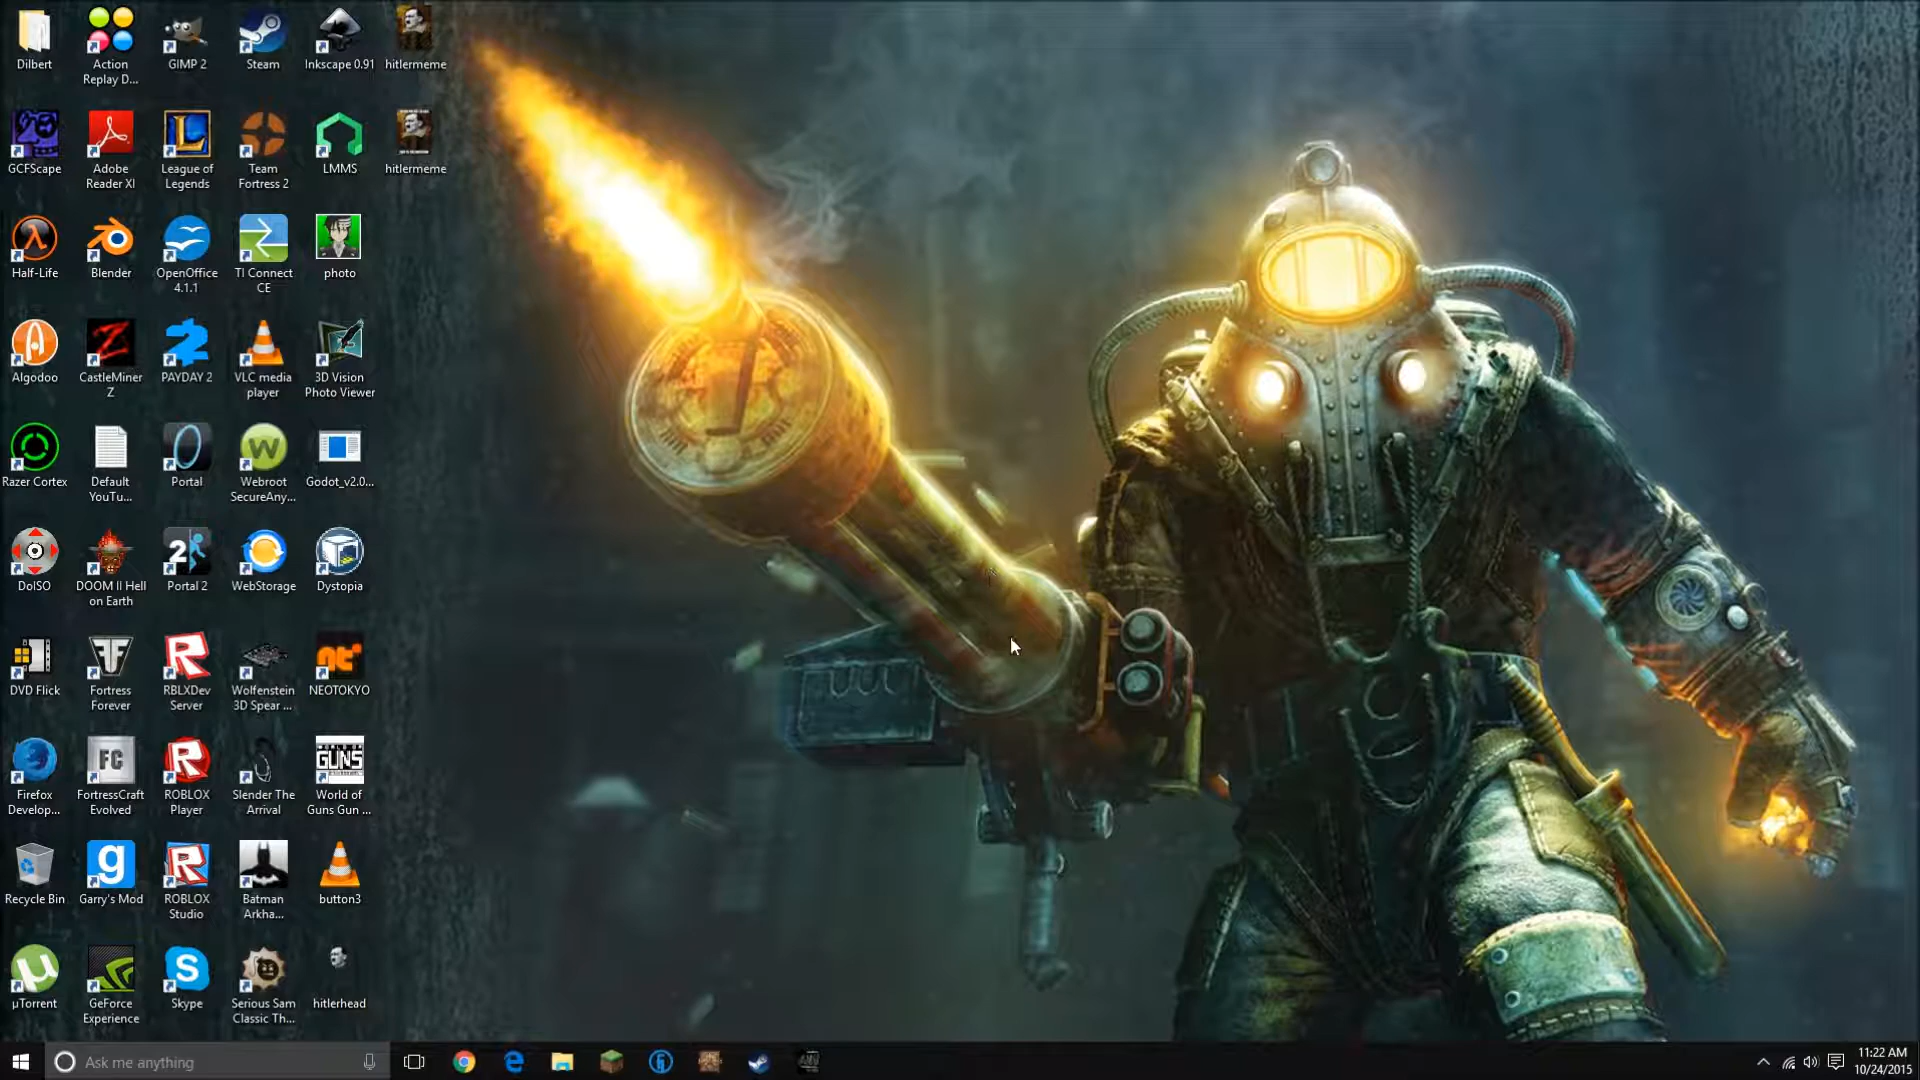 Dilbert
Action
Replay D...
GIMP 2
Steam
Inkscape 0.91
hitlermeme
GCFScape
Adobe
Reader XI
League of
Legends
Team
Fortress 2
LMMS
hitlermeme
Half-Life
Blender
OpenOffice
4.1.1
TI Connect
CE
photo
Algodoo
CastleMiner
Z
PAYDAY 2
VLC media
player
3D Vision
Photo Viewer
Razer Cortex
Default
YouTu...
Portal
Webroot
SecureAny...
Godot_v2.0...
DoISO
DOOM II Hell
on Earth
Portal 2
WebStorage
Dystopia
DVD Flick
Fortress
Forever
RBLXDev
Server
Wolfenstein
3D Spear ...
NEOTOKYO
Firefox
Develop...
FortressCraft
Evolved
ROBLOX
Player
Slender The
Arrival
World of
Guns Gun ...
Recycle Bin
Garry's Mod
ROBLOX
Studio
Batman
Arkha...
button3
µTorrent
GeForce
Experience
Skype
Serious Sam
Classic Th...
hitlerhead
Ask me anything
11:22 AM
10/24/2015